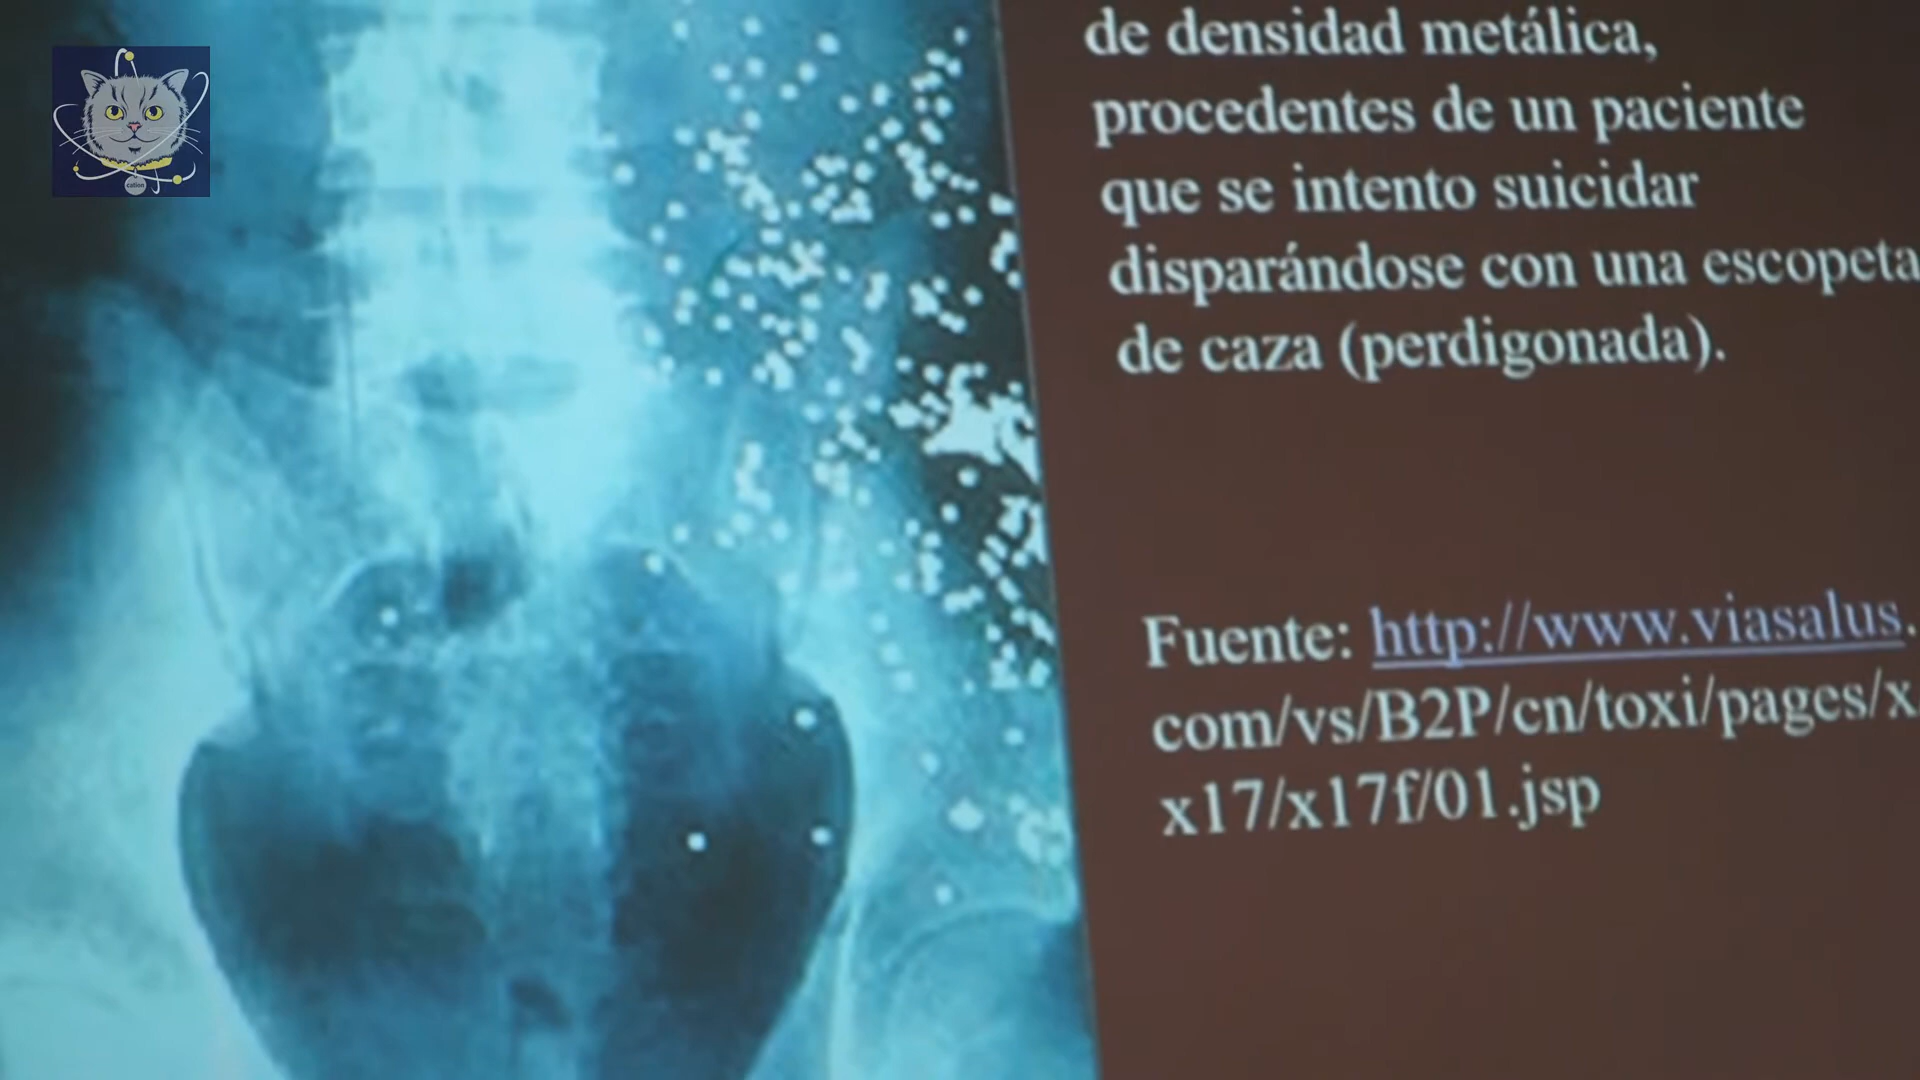 cation
de densidad metálica,
procedentes de un paciente
que se intento suicidar
disparándose con una escopeta
de caza (perdigonada).
Fuente: http://www.viasalus.
com/vs/B2P/cn/toxi/pages/x
x17/x17f/01.jsp